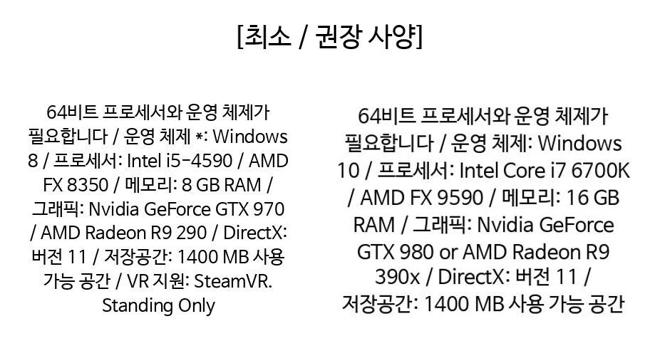 [최소 / 권장 사양]
64비트 프로세서와 운영 체제가
필요합니다 / 운영 체제 *: Windows
8 / 프로세서: Intel i5-4590 / AMD
FX 8350 / 메모리: 8 GB RAM /
그래픽: Nvidia GeForce GTX 970
/ AMD Radeon R9 290 / DirectX:
버전 11 / 저장공간: 1400 MB 사용
가능 공간 / VR 지원: SteamVR.
Standing Only
64비트 프로세서와 운영 체제가
필요합니다 / 운영 체제: Windows
10 / 프로세서: Intel Core i7 6700K
/ AMD FX 9590 / 메모리: 16 GB
RAM / 그래픽: Nvidia GeForce
GTX 980 or AMD Radeon R9
390x / DirectX: 버전 11 /
저장공간: 1400 MB 사용 가능 공간